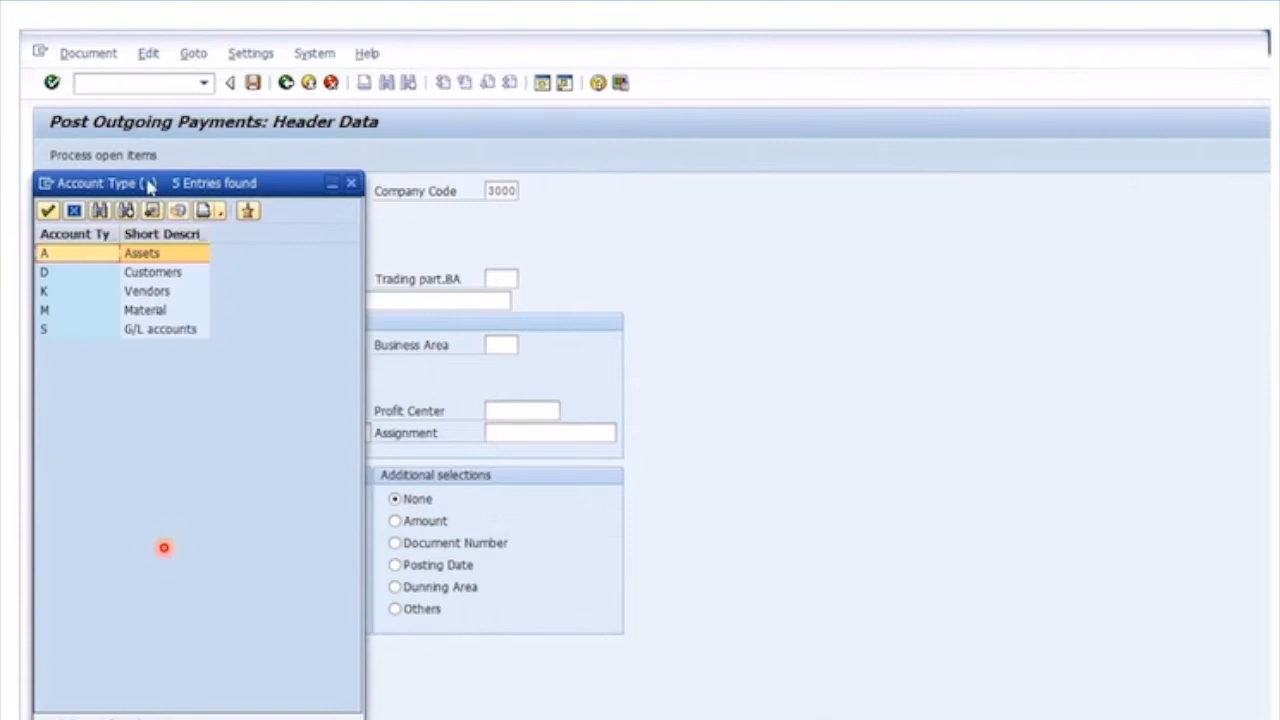 Document Edit Goto Settings System Help
Post Outgoing Payments: Header Data
Process open items
Account Type ( ) 5 Entries found
Account Ty Short Descri
A Assets
D Customers
K Vendors
M Material
S G/L accounts
Company Code 3000
Trading part.BA
Business Area
Profit Center
Assignment
Additional selections
None
Amount
Document Number
Posting Date
Dunning Area
Others